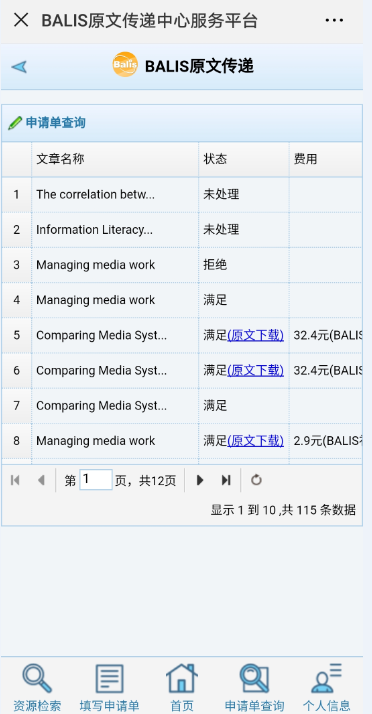 BALIS原文传递中心服务平台
Balis BALIS原文传递
申请单查询
文章名称 状态 费用
1 The correlation betw... 未处理
2 Information Literacy... 未处理
3 Managing media work 拒绝
4 Managing media work 满足
5 Comparing Media Syst... 满足(原文下载) 32.4元(BALIS
6 Comparing Media Syst... 满足(原文下载) 32.4元(BALIS
7 Comparing Media Syst... 满足
8 Managing media work 满足(原文下载) 2.9元(BALIS
第 1 页，共12页
显示 1 到 10 ,共 115 条数据
资源检索 填写申请单 首页 申请单查询 个人信息